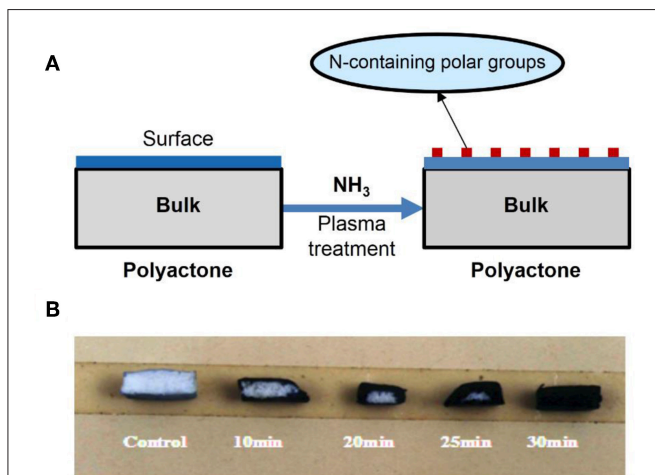 A
N-containing polar groups
Surface
Bulk
Polyactone
NH₃
Plasma
treatment
Bulk
Polyactone
B
Control 10min 20min 25min 30min